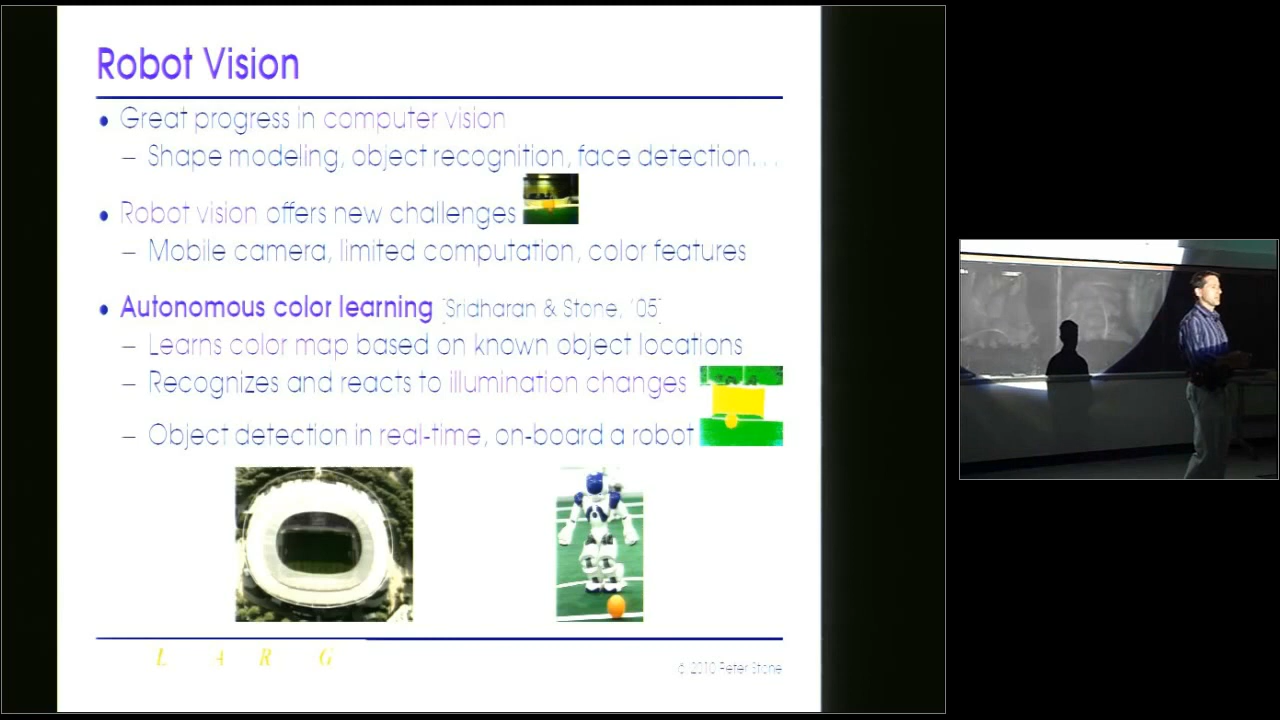 Robot Vision
• Great progress in computer vision
– Shape modeling, object recognition, face detection. . .
• Robot vision offers new challenges
– Mobile camera, limited computation, color features
• Autonomous color learning [Sridharan & Stone, '05]
– Learns color map based on known object locations
– Recognizes and reacts to illumination changes
– Object detection in real-time, on-board a robot
L A R G
© 2010 Peter Stone